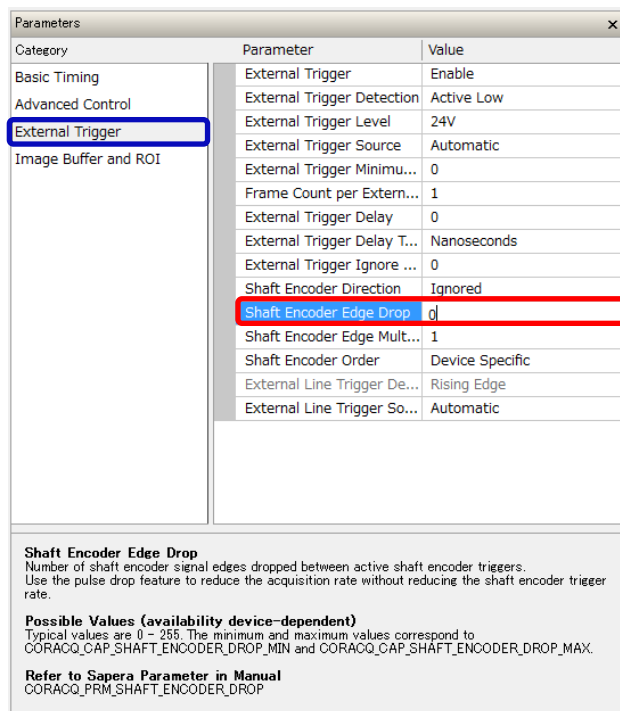 Parameters ×
Category Parameter Value
Basic Timing
Advanced Control
External Trigger
Image Buffer and ROI
External Trigger Enable
External Trigger Detection Active Low
External Trigger Level 24V
External Trigger Source Automatic
External Trigger Minimu... 0
Frame Count per Extern... 1
External Trigger Delay 0
External Trigger Delay T... Nanoseconds
External Trigger Ignore ... 0
Shaft Encoder Direction Ignored
Shaft Encoder Edge Drop 0
Shaft Encoder Edge Mult... 1
Shaft Encoder Order Device Specific
External Line Trigger De... Rising Edge
External Line Trigger So... Automatic
Shaft Encoder Edge Drop
Number of shaft encoder signal edges dropped between active shaft encoder triggers.
Use the pulse drop feature to reduce the acquisition rate without reducing the shaft encoder trigger
rate.
Possible Values (availability device-dependent)
Typical values are 0 - 255. The minimum and maximum values correspond to
CORACQ_CAP_SHAFT_ENCODER_DROP_MIN and CORACQ_CAP_SHAFT_ENCODER_DROP_MAX.
Refer to Sapera Parameter in Manual
CORACQ_PRM_SHAFT_ENCODER_DROP